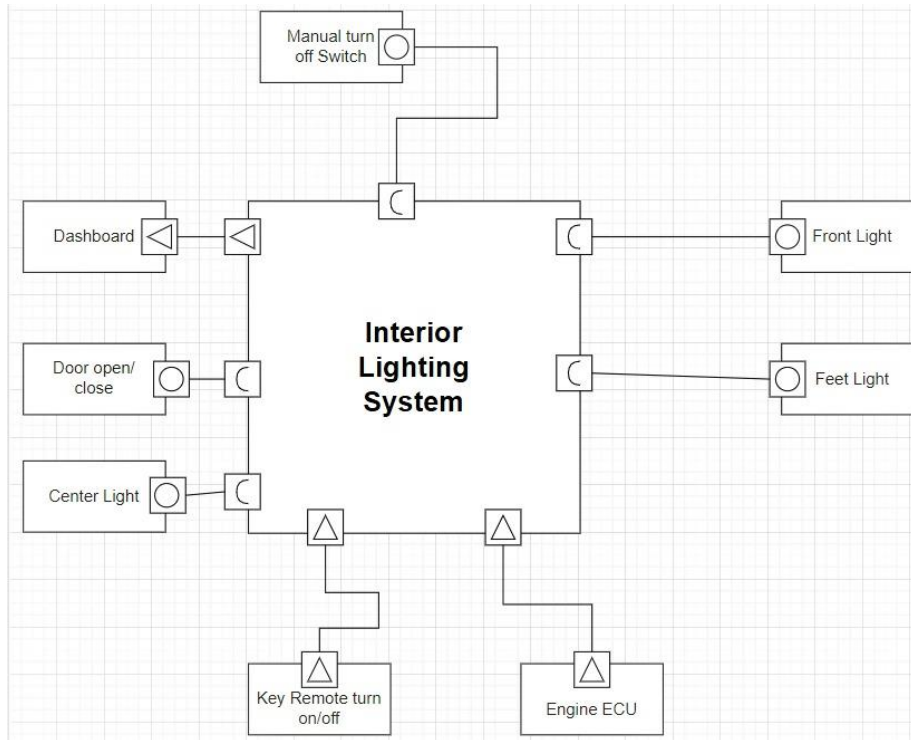 Manual turn
off Switch
Dashboard
Front Light
Interior
Lighting
System
Door open/
close
Feet Light
Center Light
Key Remote turn
on/off
Engine ECU